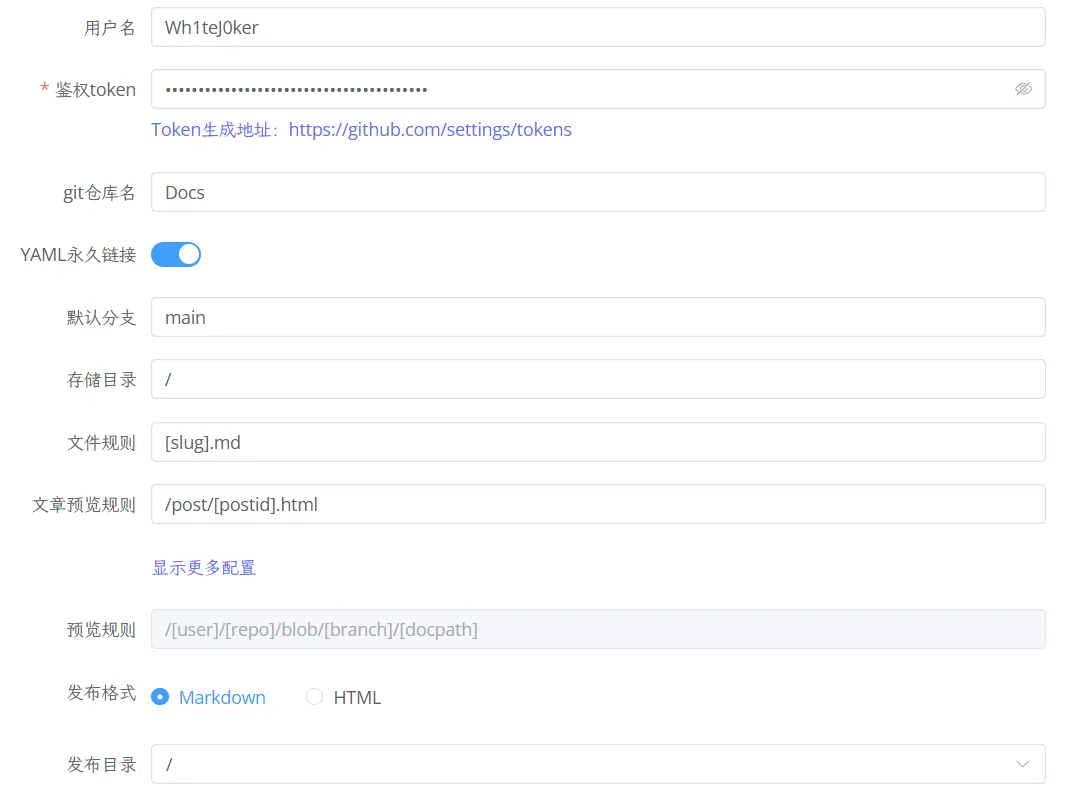 用户名 Wh1teJ0ker
* 鉴权token ••••••••••••••••••••••••••••••••••••••••
Token生成地址：https://github.com/settings/tokens
git仓库名 Docs
YAML永久链接
默认分支 main
存储目录 /
文件规则 [slug].md
文章预览规则 /post/[postid].html
显示更多配置
预览规则 /[user]/[repo]/blob/[branch]/[docpath]
发布格式 Markdown HTML
发布目录 /